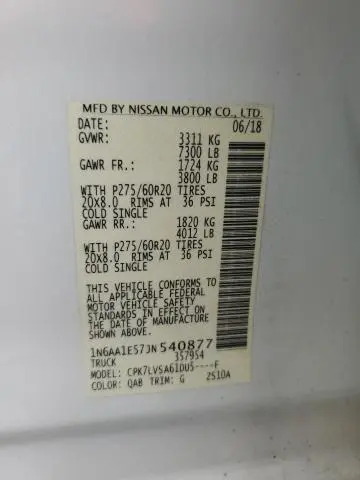 MFD BY NISSAN MOTOR CO., LTD.
DATE: 06/18
GVWR: 3311 KG
7300 LB
GAWR FR.: 1724 KG
3800 LB
WITH P275/60R20 TIRES
20x8.0 RIMS AT 36 PSI
COLD SINGLE
GAWR RR.: 1820 KG
4012 LB
WITH P275/60R20 TIRES
20x8.0 RIMS AT 36 PSI
COLD SINGLE
THIS VEHICLE CONFORMS TO
ALL APPLICABLE FEDERAL
MOTOR VEHICLE SAFETY
STANDARDS IN EFFECT ON THE
DATE OF MANUFACTURE
SHOWN ABOVE.
1N6AA1E57JN540877
TRUCK 357954
MODEL: CPK7LVSA61DU5----F
COLOR: QAB TRIM: G 2S10A